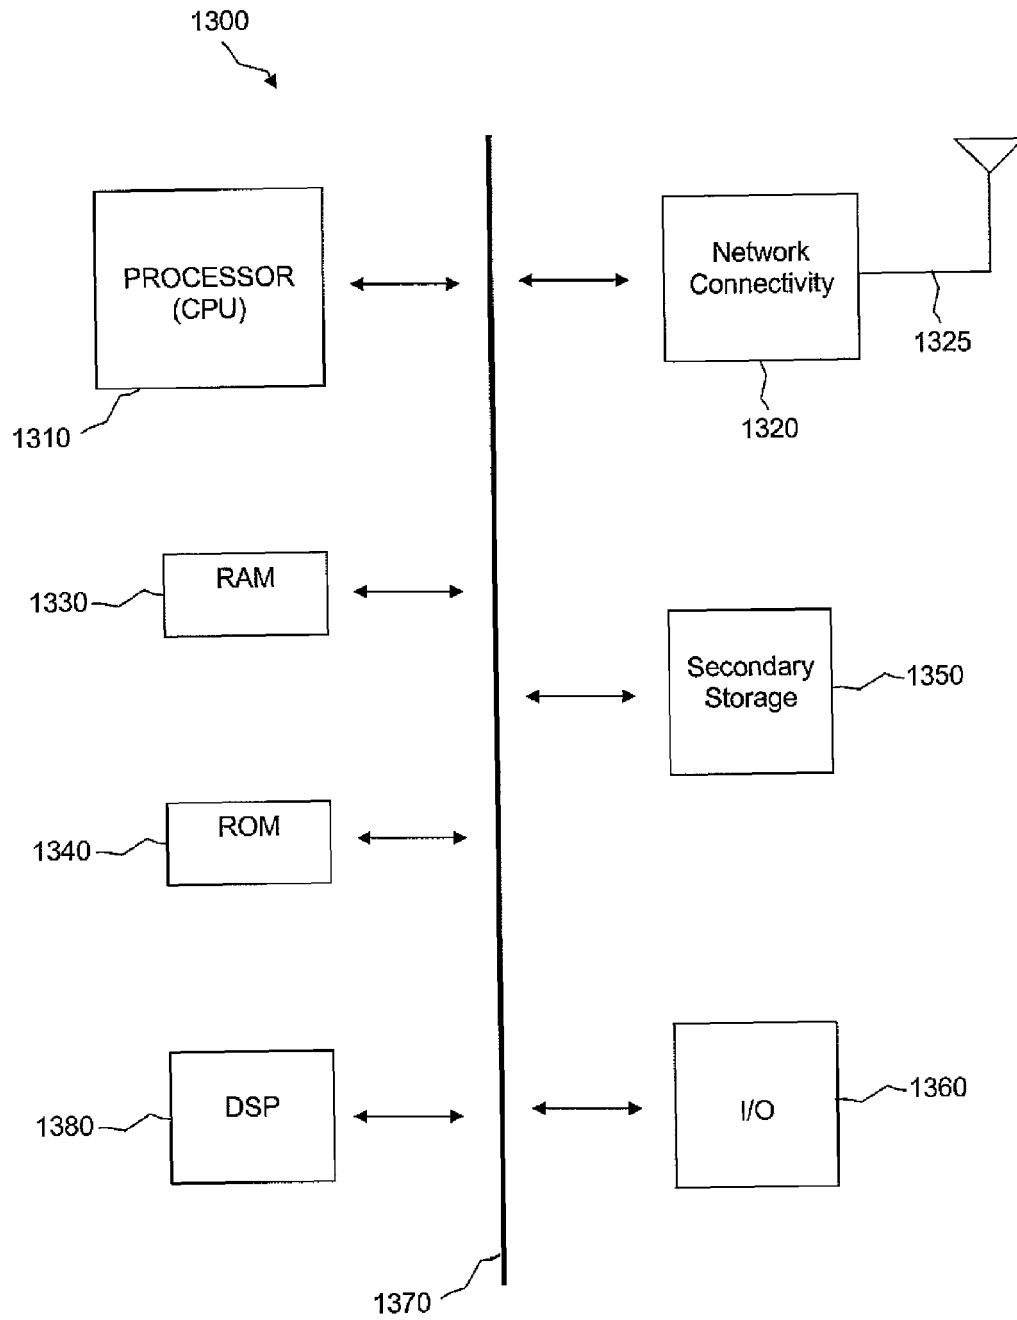 1300
PROCESSOR
(CPU)
1310
Network
Connectivity
1325
1320
RAM
1330
Secondary
Storage
1350
ROM
1340
DSP
1380
I/O
1360
1370